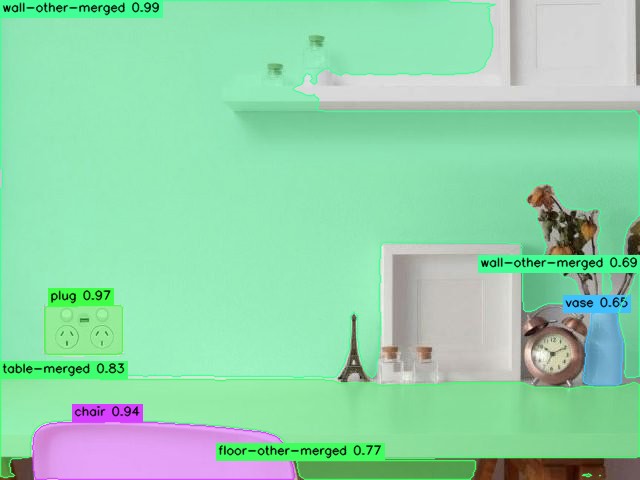 wall-other-merged 0.99
wall-other-merged 0.69
plug 0.97
vase 0.65
table-merged 0.83
chair 0.94
floor-other-merged 0.77